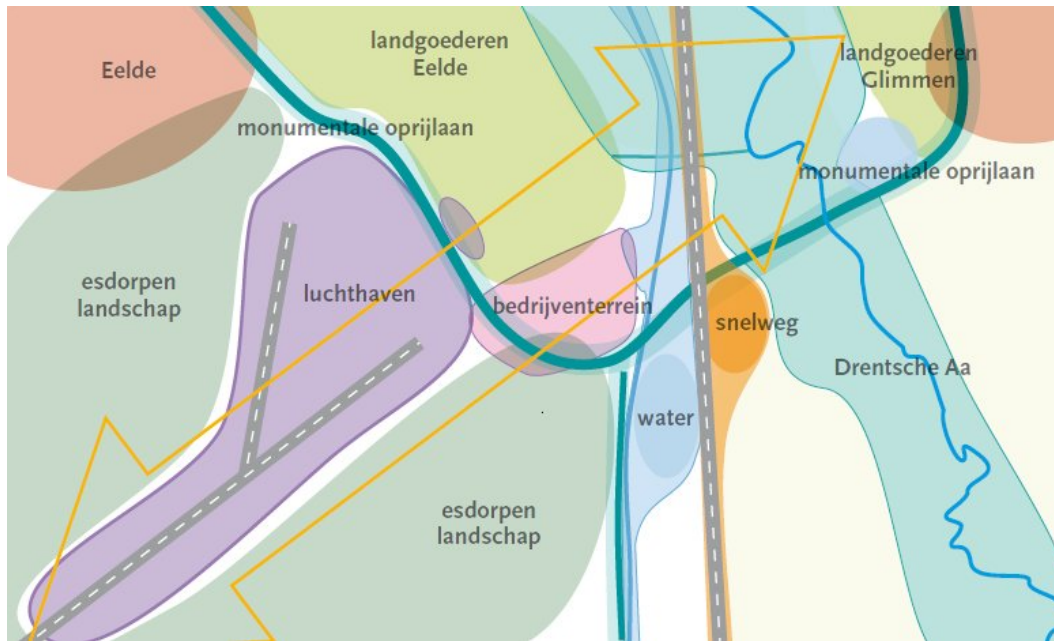 Eelde
landgoederen
Eelde
landgoederen
Glimmen
monumentale oprijlaan
monumentale oprijlaan
esdorpen
landschap
luchthaven
bedrijventerrein
snelweg
Drentsche Aa
water
esdorpen
landschap